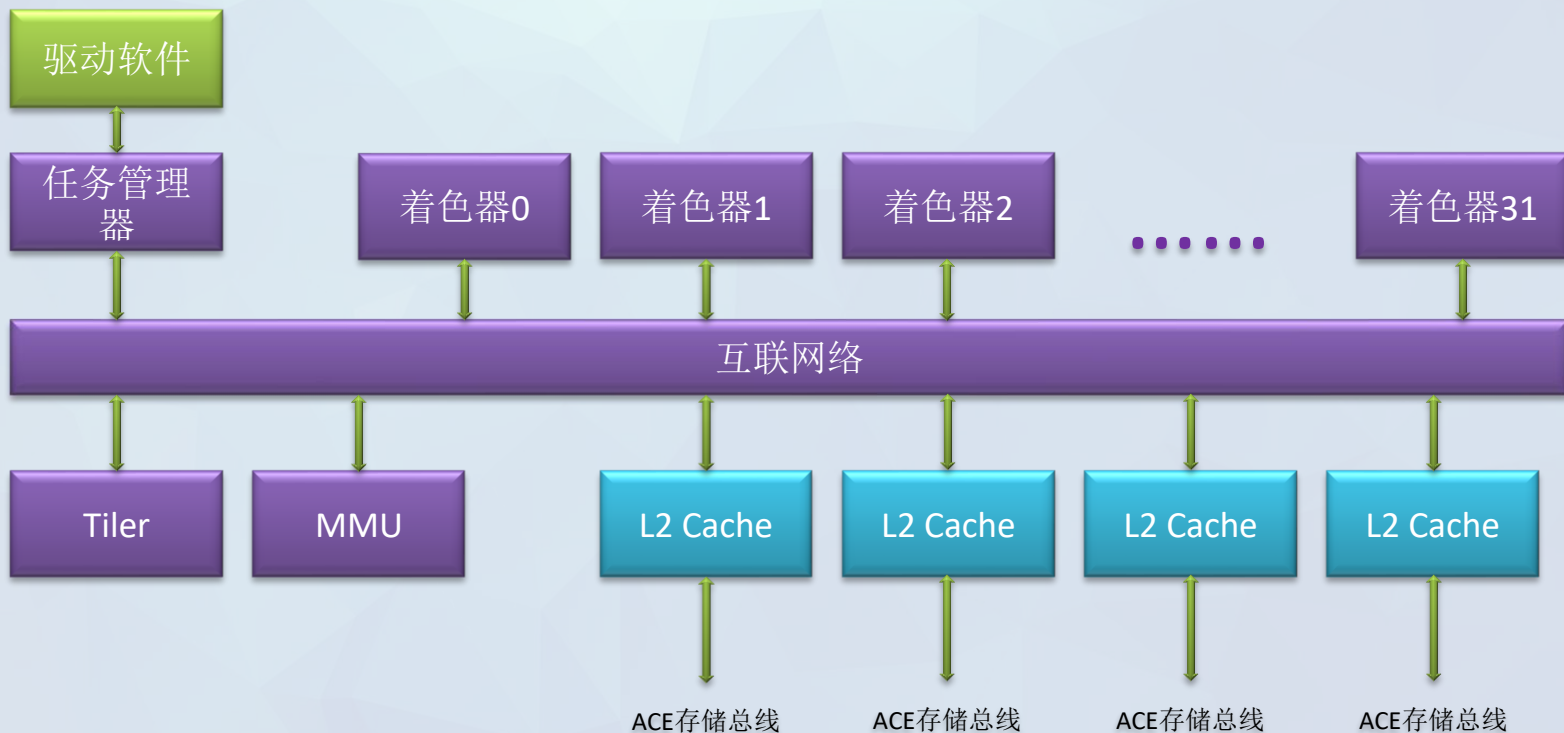 驱动软件
任务管理
器
着色器0
着色器1
着色器2
......
着色器31
互联网络
Tiler
MMU
L2 Cache
L2 Cache
L2 Cache
L2 Cache
ACE存储总线
ACE存储总线
ACE存储总线
ACE存储总线